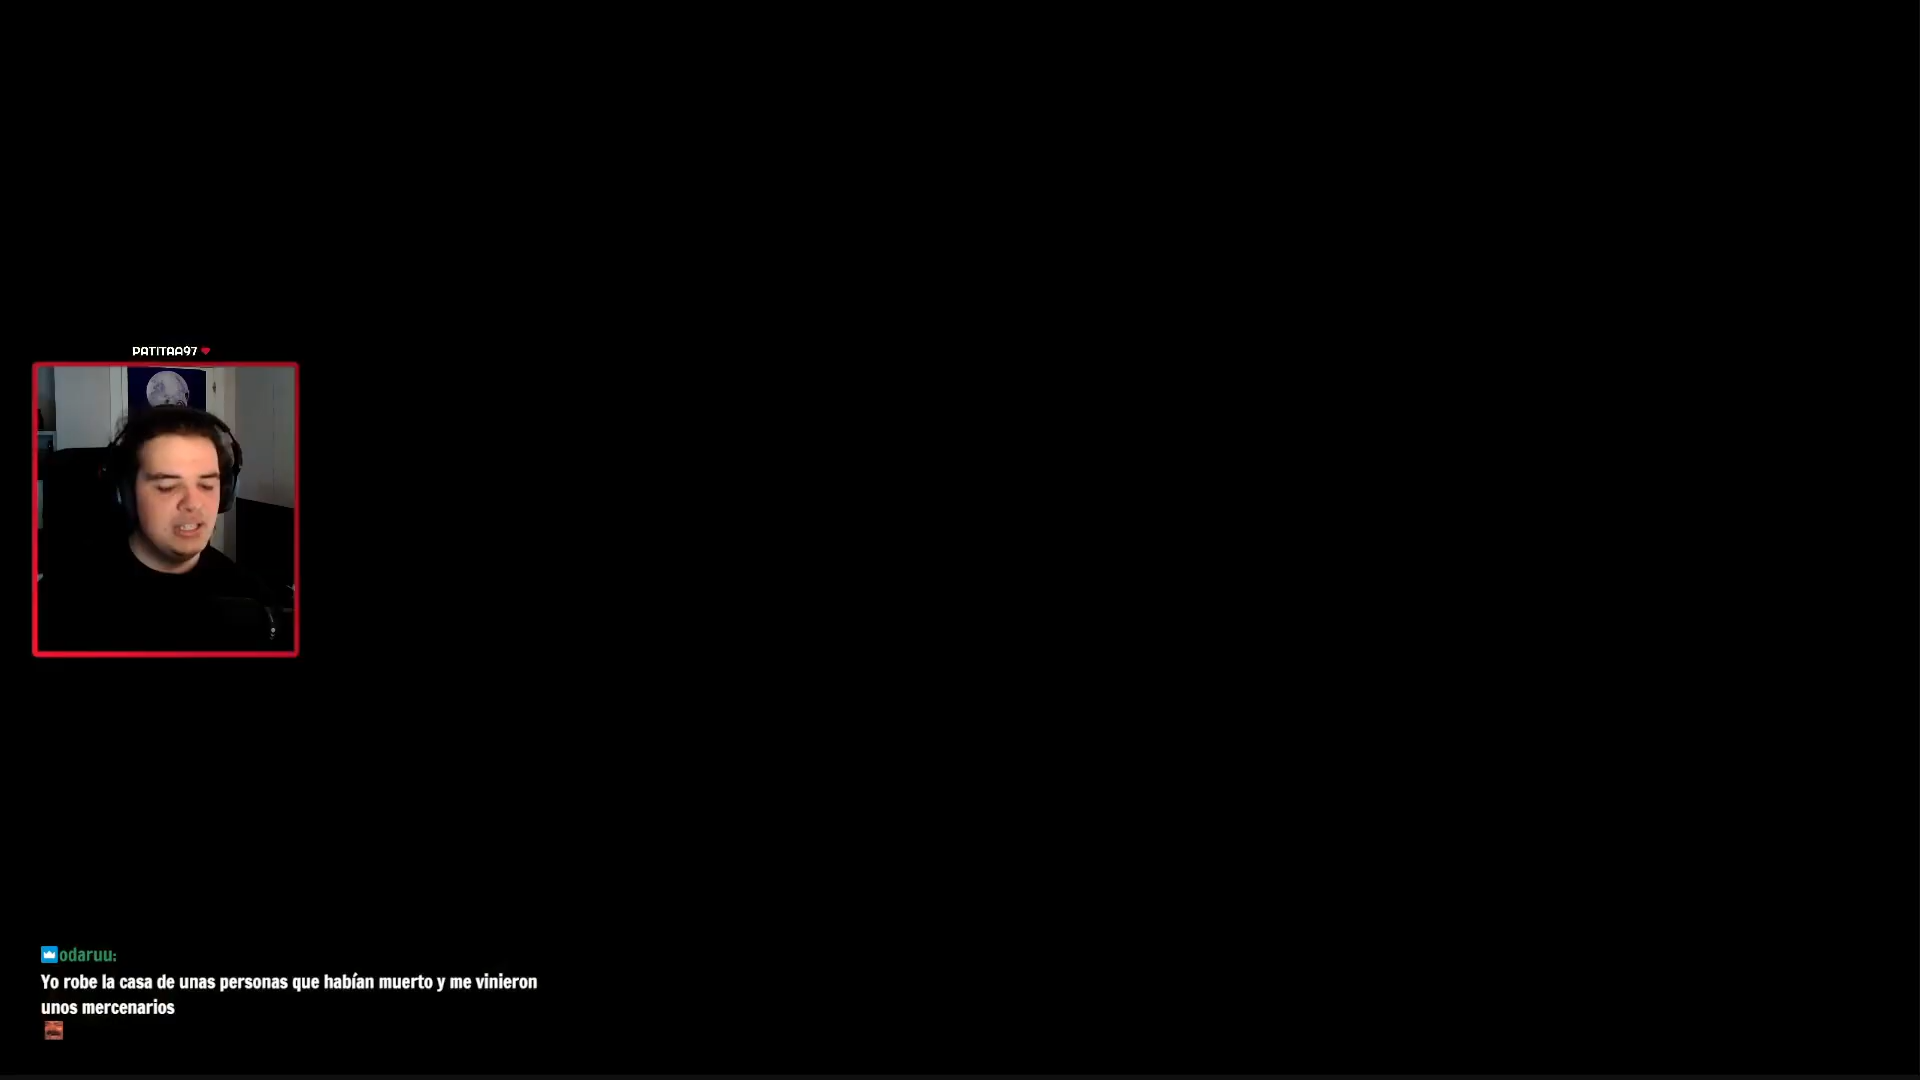 PATITAA97
odaruu:
Yo robe la casa de unas personas que habían muerto y me vinieron
unos mercenarios